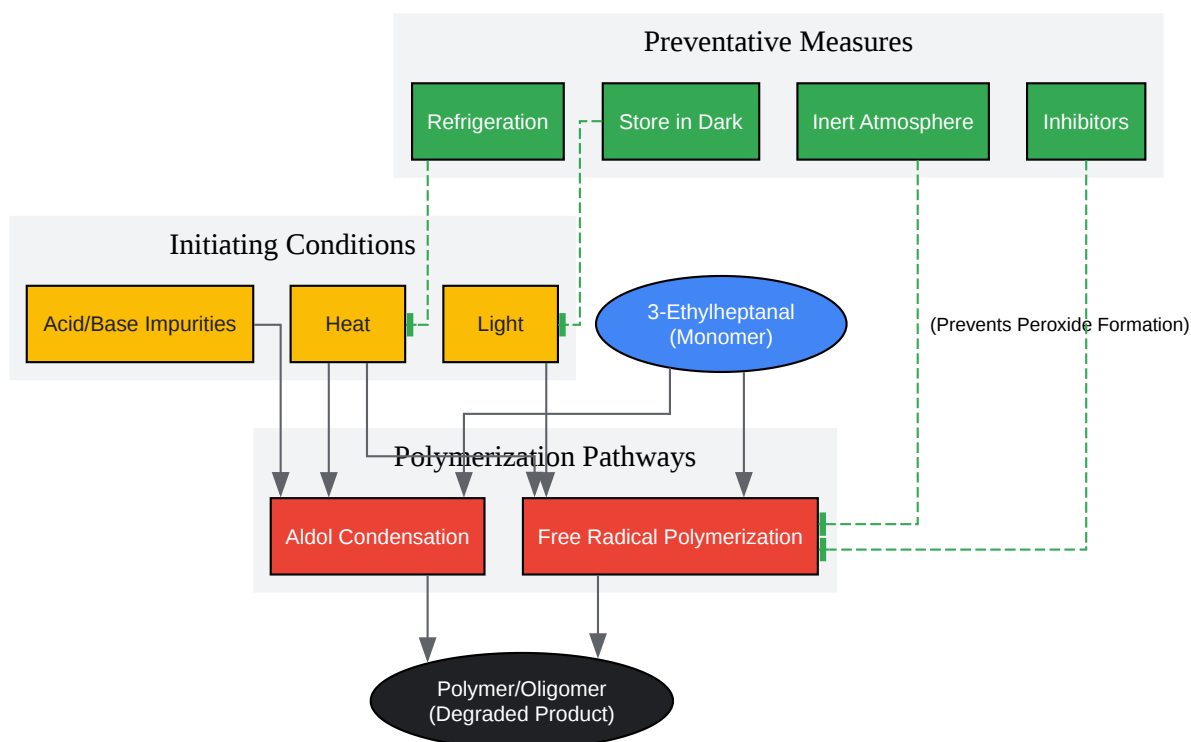 Preventative Measures
Refrigeration
Store in Dark
Inert Atmosphere
Inhibitors
Initiating Conditions
Acid/Base Impurities
Heat
Light
3-Ethylheptanal
(Monomer)
(Prevents Peroxide Formation)
Polymerization Pathways
Aldol Condensation
Free Radical Polymerization
Polymer/Oligomer
(Degraded Product)